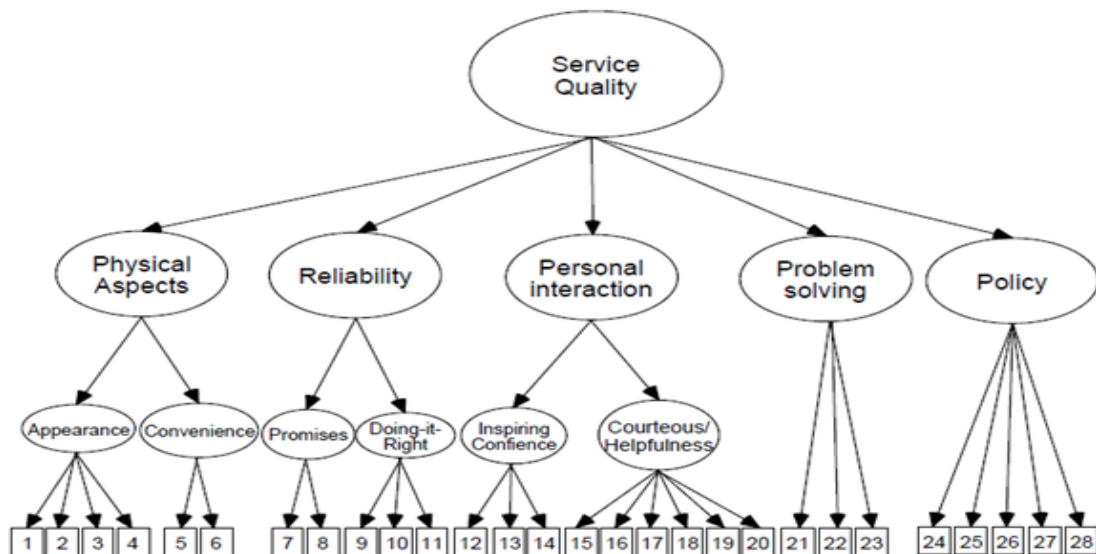 Service
Quality
Physical
Aspects
Reliability
Personal
interaction
Problem
solving
Policy
Appearance
Convenience
Promises
Doing-it-
Right
Inspiring
Confience
Courteous/
Helpfulness
1 2 3 4 5 6 7 8 9 10 11 12 13 14 15 16 17 18 19 20 21 22 23 24 25 26 27 28